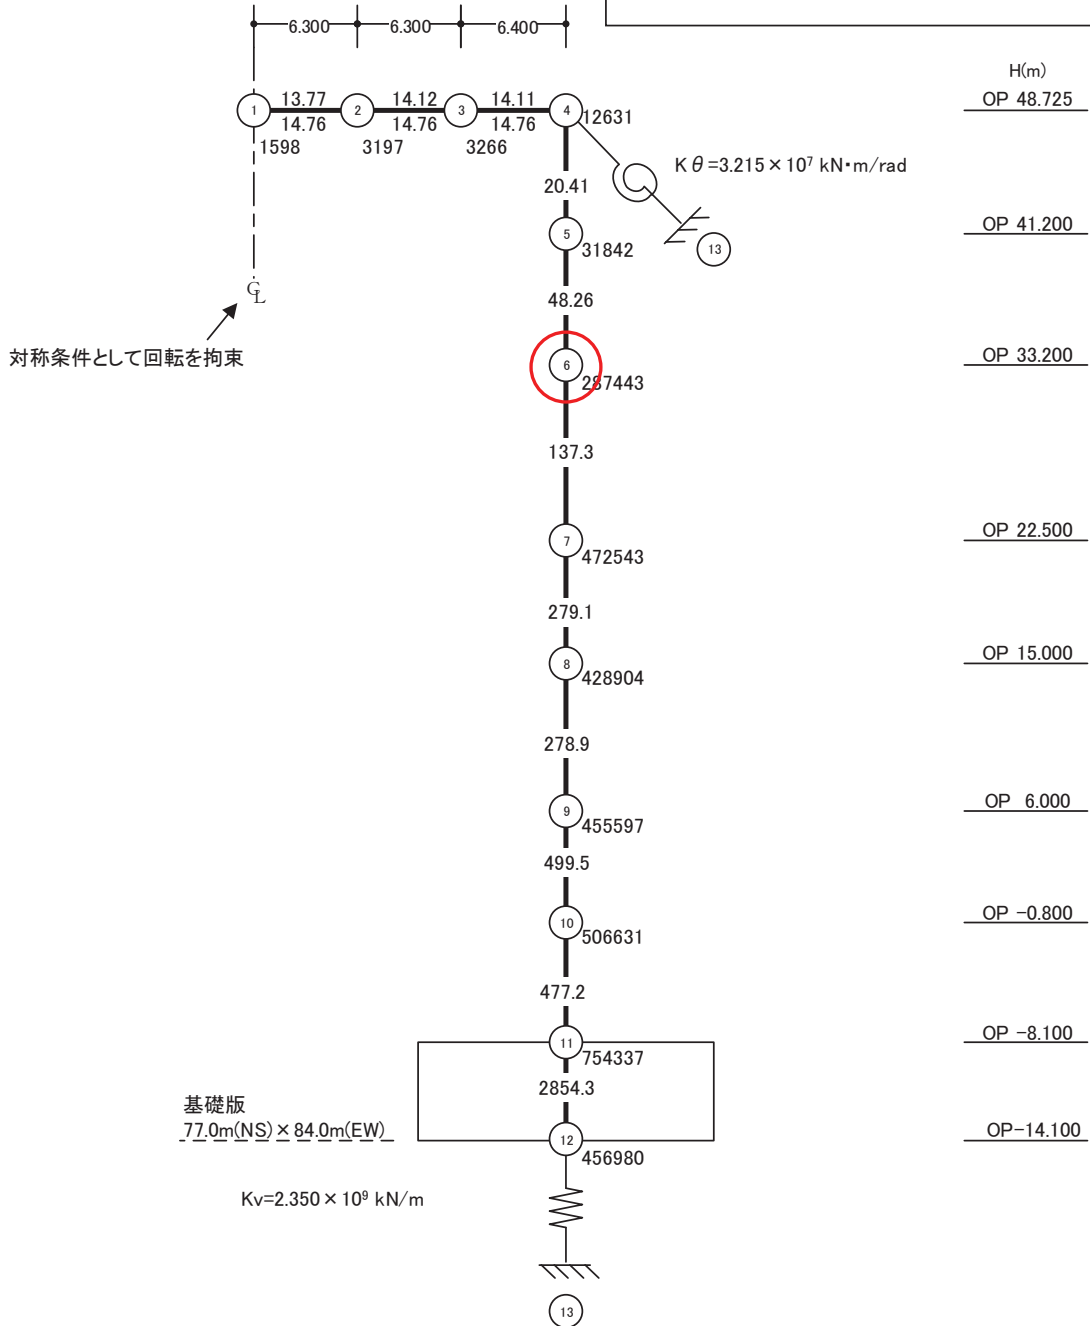 6.300 6.300 6.400
H(m)
1 13.77 2 14.12 3 14.11 4 12631 OP 48.725
14.76 14.76 14.76
1598 3197 3266
Kθ=3.215×10⁷ kN・m/rad
20.41
5 31842 OP 41.200
13
48.26
CL
対称条件として回転を拘束
6 287443 OP 33.200
137.3
7 472543 OP 22.500
279.1
8 428904 OP 15.000
278.9
9 455597 OP 6.000
499.5
10 506631 OP -0.800
477.2
11 754337 OP -8.100
2854.3
基礎版
77.0m(NS)×84.0m(EW)
12 456980 OP-14.100
Kv=2.350×10⁹ kN/m
13